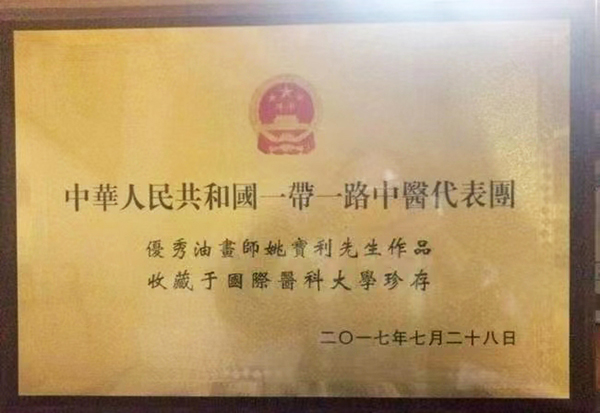 中華人民共和國一帶一路中醫代表團
優秀油畫師姚寶利先生作品
收藏于國際醫科大學珍存
二〇一七年七月二十八日